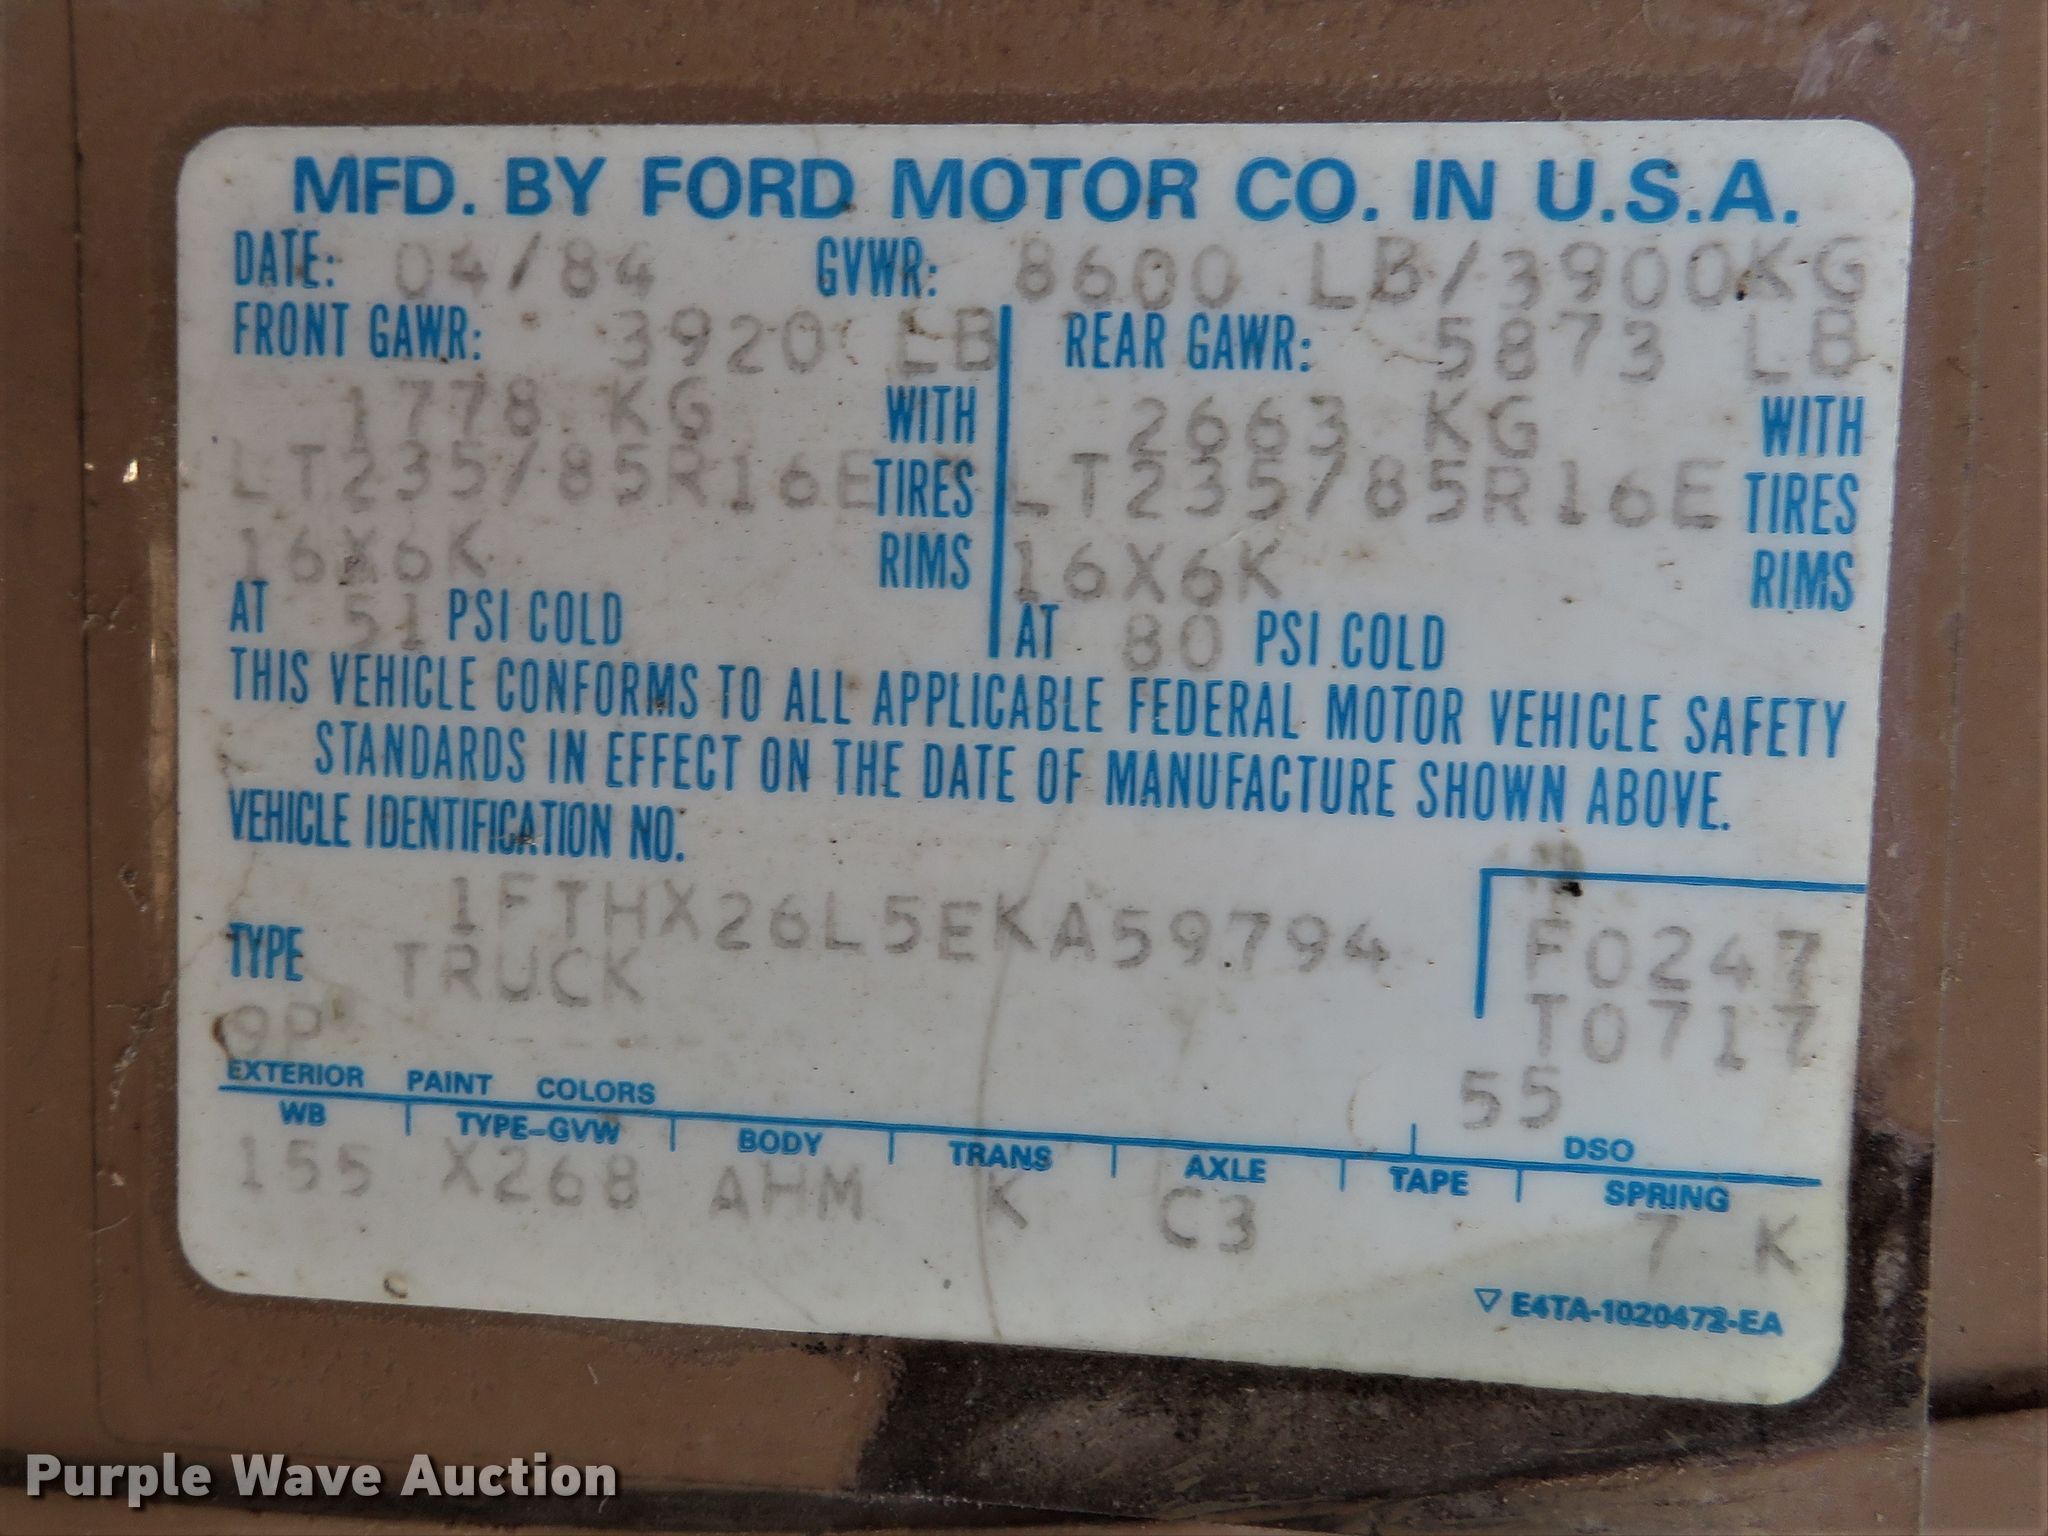 MFD. BY FORD MOTOR CO. IN U.S.A.
DATE: 04/84 GVWR: 8600 LB/3900KG
FRONT GAWR: 3920 LB REAR GAWR: 5873 LB
1778 KG WITH 2663 KG WITH
LT235/85R16E TIRES LT235/85R16E TIRES
16X6K RIMS 16X6K RIMS
AT 51 PSI COLD AT 80 PSI COLD
THIS VEHICLE CONFORMS TO ALL APPLICABLE FEDERAL MOTOR VEHICLE SAFETY
STANDARDS IN EFFECT ON THE DATE OF MANUFACTURE SHOWN ABOVE.
VEHICLE IDENTIFICATION NO.
1FTHX26L5EKA59794 F0247
TYPE TRUCK T0717
9P 55
EXTERIOR PAINT COLORS DSO
WB TYPE-GVW BODY TRANS AXLE TAPE SPRING
155 X268 AHM K C3 7 K
▽ E4TA-1020472-EA
Purple Wave Auction